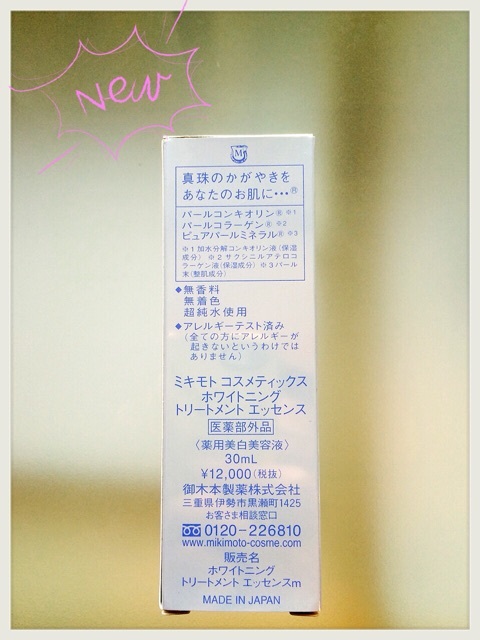 New
M
真珠のかがやきを
あなたのお肌に…Ⓡ
パールコンキオリンⓇ ※1
パールコラーゲンⓇ ※2
ピュアパールミネラルⓇ ※3
※1加水分解コンキオリン液(保湿
成分) ※2サクシニルアテロコ
ラーゲン液(保湿成分) ※3パール
末(整肌成分)
◆無香料
無着色
超純水使用
◆アレルギーテスト済み
(全ての方にアレルギーが
起きないというわけでは
ありません)
ミキモト コスメティックス
ホワイトニング
トリートメント エッセンス
医薬部外品
〈薬用美白美容液〉
30mL
¥12,000(税抜)
御木本製薬株式会社
三重県伊勢市黒瀬町1425
お客さま相談窓口
0120-226810
www.mikimoto-cosme.com
販売名
ホワイトニング
トリートメント エッセンスm
MADE IN JAPAN